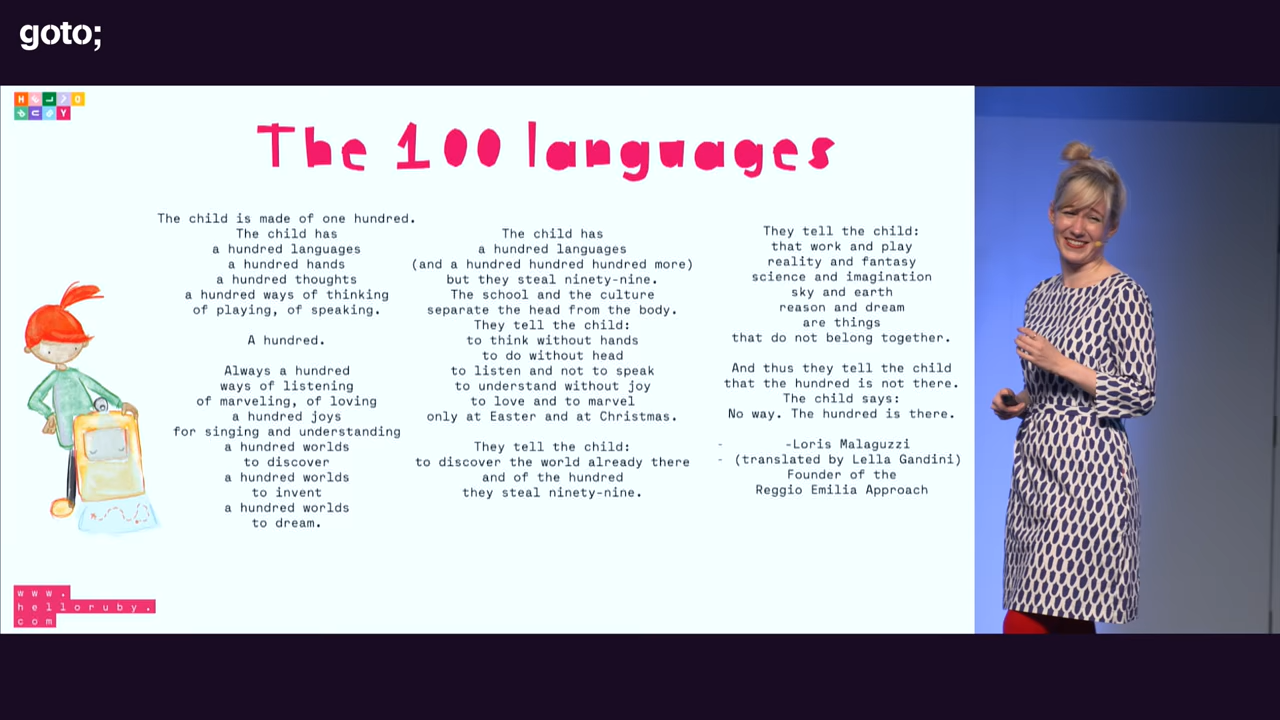 goto;
HELLO
RUBY
The 100 languages
The child is made of one hundred.
The child has
a hundred languages
a hundred hands
a hundred thoughts
a hundred ways of thinking
of playing, of speaking.
A hundred.
Always a hundred
ways of listening
of marveling, of loving
a hundred joys
for singing and understanding
a hundred worlds
to discover
a hundred worlds
to invent
a hundred worlds
to dream.
The child has
a hundred languages
(and a hundred hundred hundred more)
but they steal ninety-nine.
The school and the culture
separate the head from the body.
They tell the child:
to think without hands
to do without head
to listen and not to speak
to understand without joy
to love and to marvel
only at Easter and at Christmas.
They tell the child:
to discover the world already there
and of the hundred
they steal ninety-nine.
They tell the child:
that work and play
reality and fantasy
science and imagination
sky and earth
reason and dream
are things
that do not belong together.
And thus they tell the child
that the hundred is not there.
The child says:
No way. The hundred is there.
- -Loris Malaguzzi
- (translated by Lella Gandini)
Founder of the
Reggio Emilia Approach
www.
helloruby.
com